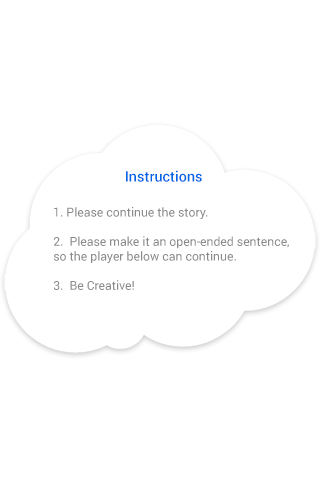 Instructions
1. Please continue the story.
2. Please make it an open-ended sentence,
so the player below can continue.
3. Be Creative!